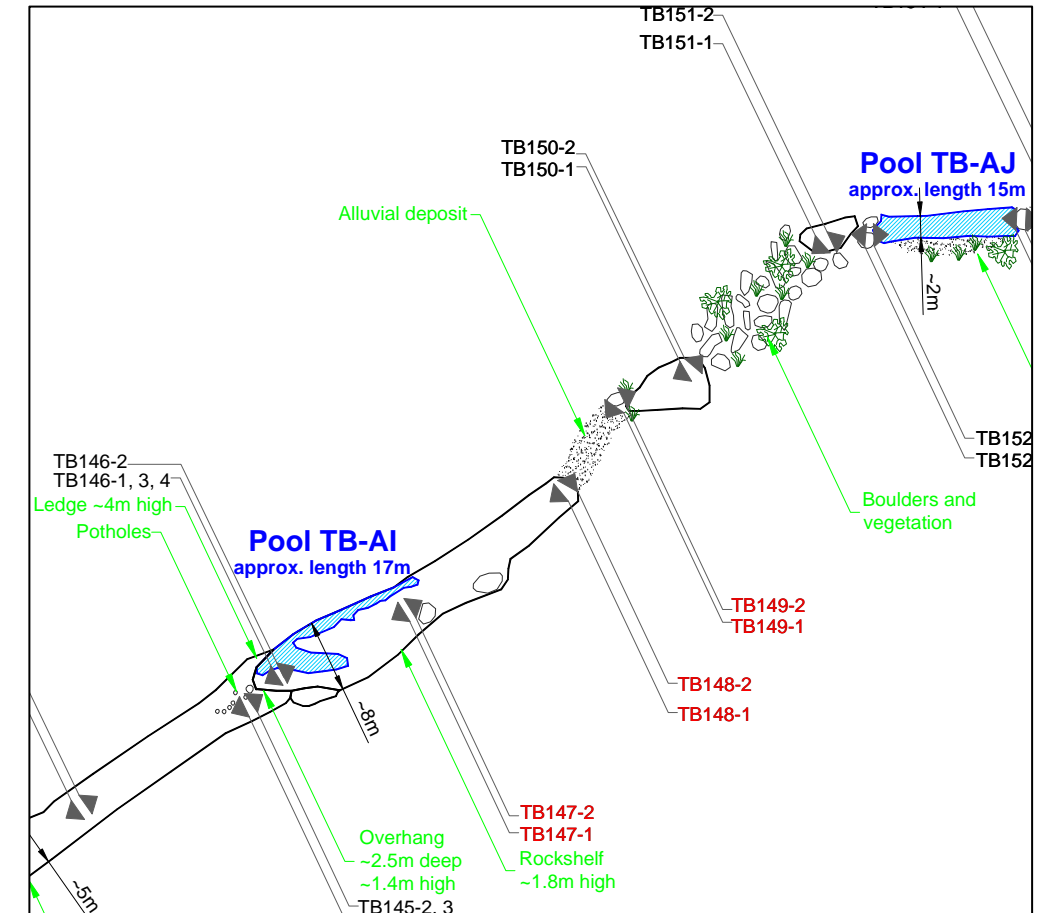 TB151-2
TB151-1
TB150-2
TB150-1
Pool TB-AJ
approx. length 15m
Alluvial deposit
~2m
TB152
TB152
TB146-2
TB146-1, 3, 4
Ledge ~4m high
Potholes
Pool TB-AI
approx. length 17m
Boulders and
vegetation
TB149-2
TB149-1
TB148-2
TB148-1
~8m
TB147-2
TB147-1
Overhang
~2.5m deep
~1.4m high
Rockshelf
~1.8m high
~5m
TB145-2, 3